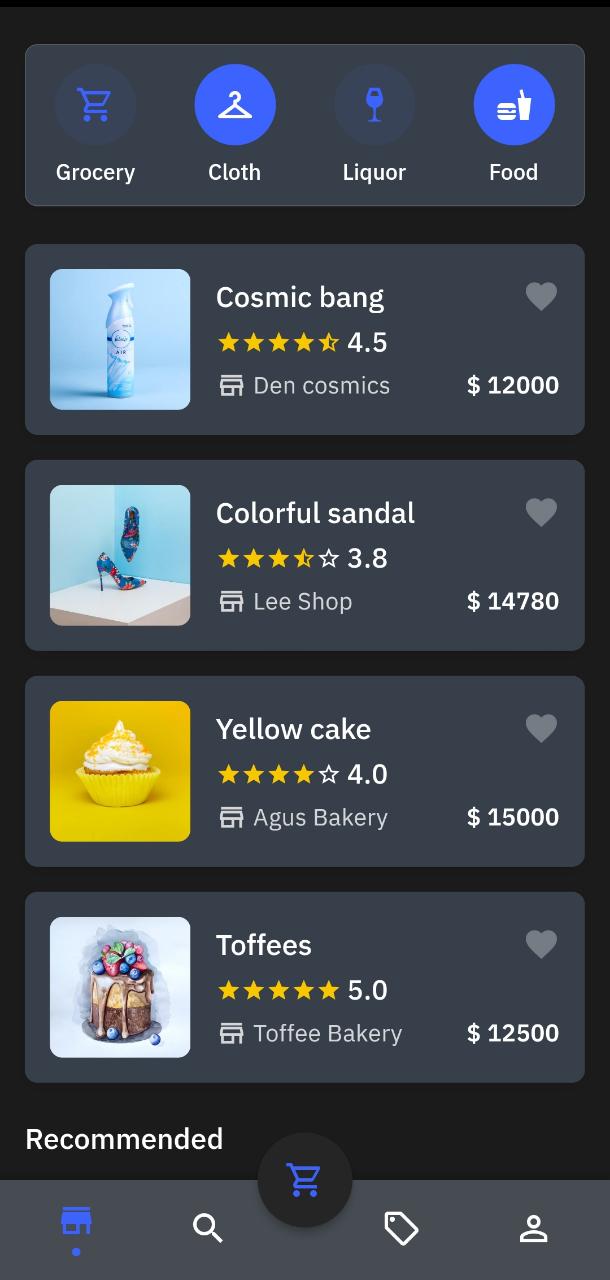 Grocery
Cloth
Liquor
Food
Cosmic bang
4.5
Den cosmics
$ 12000
AIR
Colorful sandal
3.8
Lee Shop
$ 14780
Yellow cake
4.0
Agus Bakery
$ 15000
Toffees
5.0
Toffee Bakery
$ 12500
Recommended